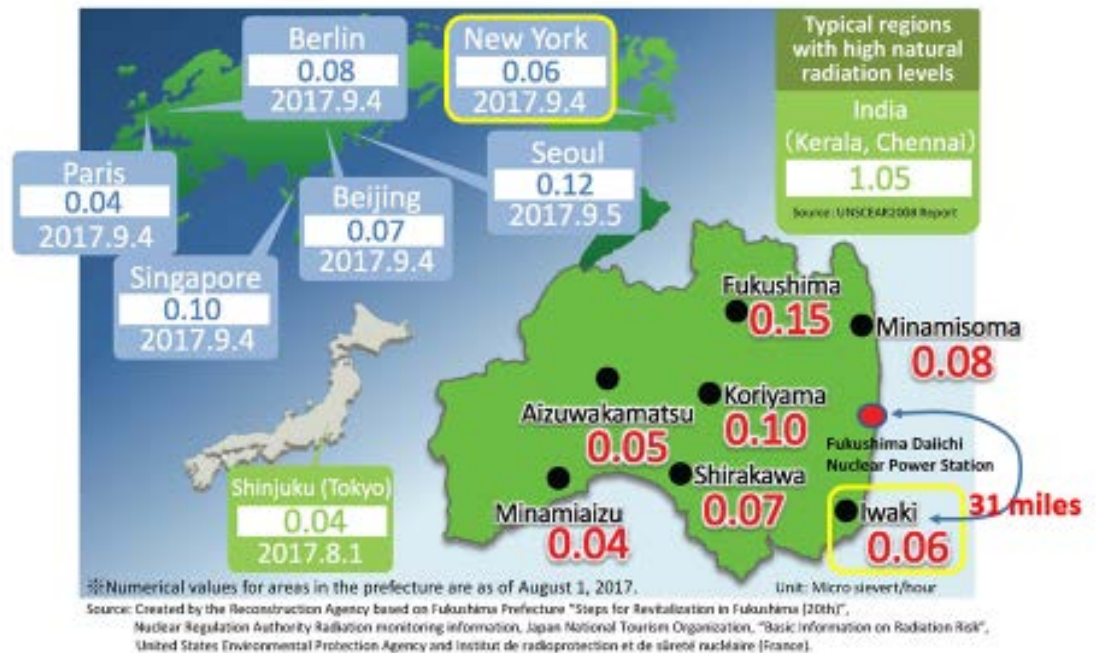 Berlin
0.08
2017.9.4
New York
0.06
2017.9.4
Typical regions
with high natural
radiation levels
India
(Kerala, Chennai)
1.05
Source: UNSCEAR2008 Report
Paris
0.04
2017.9.4
Beijing
0.07
2017.9.4
Seoul
0.12
2017.9.5
Singapore
0.10
2017.9.4
Fukushima
0.15
Minamisoma
0.08
Aizuwakamatsu
0.05
Koriyama
0.10
Fukushima Daiichi
Nuclear Power Station
Shirakawa
0.07
Minamiaizu
0.04
Iwaki
0.06
31 miles
Shinjuku (Tokyo)
0.04
2017.8.1
※Numerical values for areas in the prefecture are as of August 1, 2017.
Unit: Micro sievert/hour
Source: Created by the Reconstruction Agency based on Fukushima Prefecture "Steps for Revitalization in Fukushima (20th)",
Nuclear Regulation Authority Radiation monitoring information, Japan National Tourism Organization, "Basic Information on Radiation Risk",
United States Environmental Protection Agency and Institut de radioprotection et de sûreté nucléaire (France).